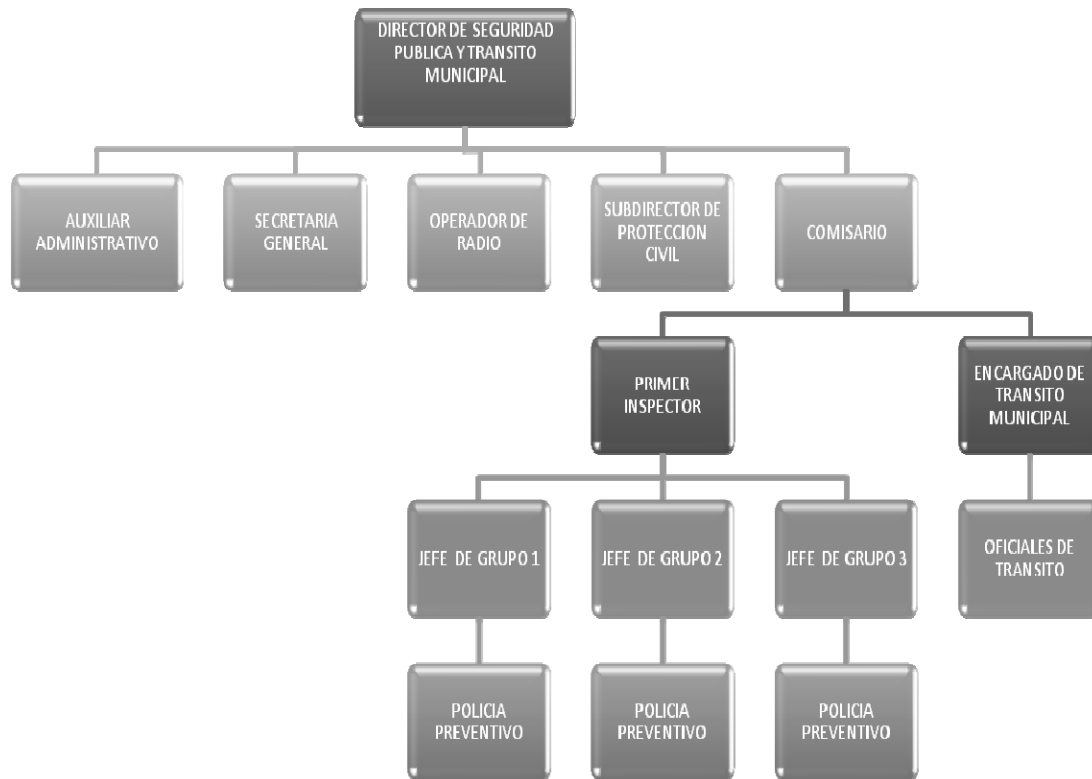 DIRECTOR DE SEGURIDAD
PUBLICA Y TRANSITO
MUNICIPAL
AUXILIAR
ADMINISTRATIVO
SECRETARIA
GENERAL
OPERADOR DE
RADIO
SUBDIRECTOR DE
PROTECCION
CIVIL
COMISARIO
PRIMER
INSPECTOR
ENCARGADO DE
TRANSITO
MUNICIPAL
JEFE DE GRUPO 1
JEFE DE GRUPO 2
JEFE DE GRUPO 3
OFICIALES DE
TRANSITO
POLICIA
PREVENTIVO
POLICIA
PREVENTIVO
POLICIA
PREVENTIVO